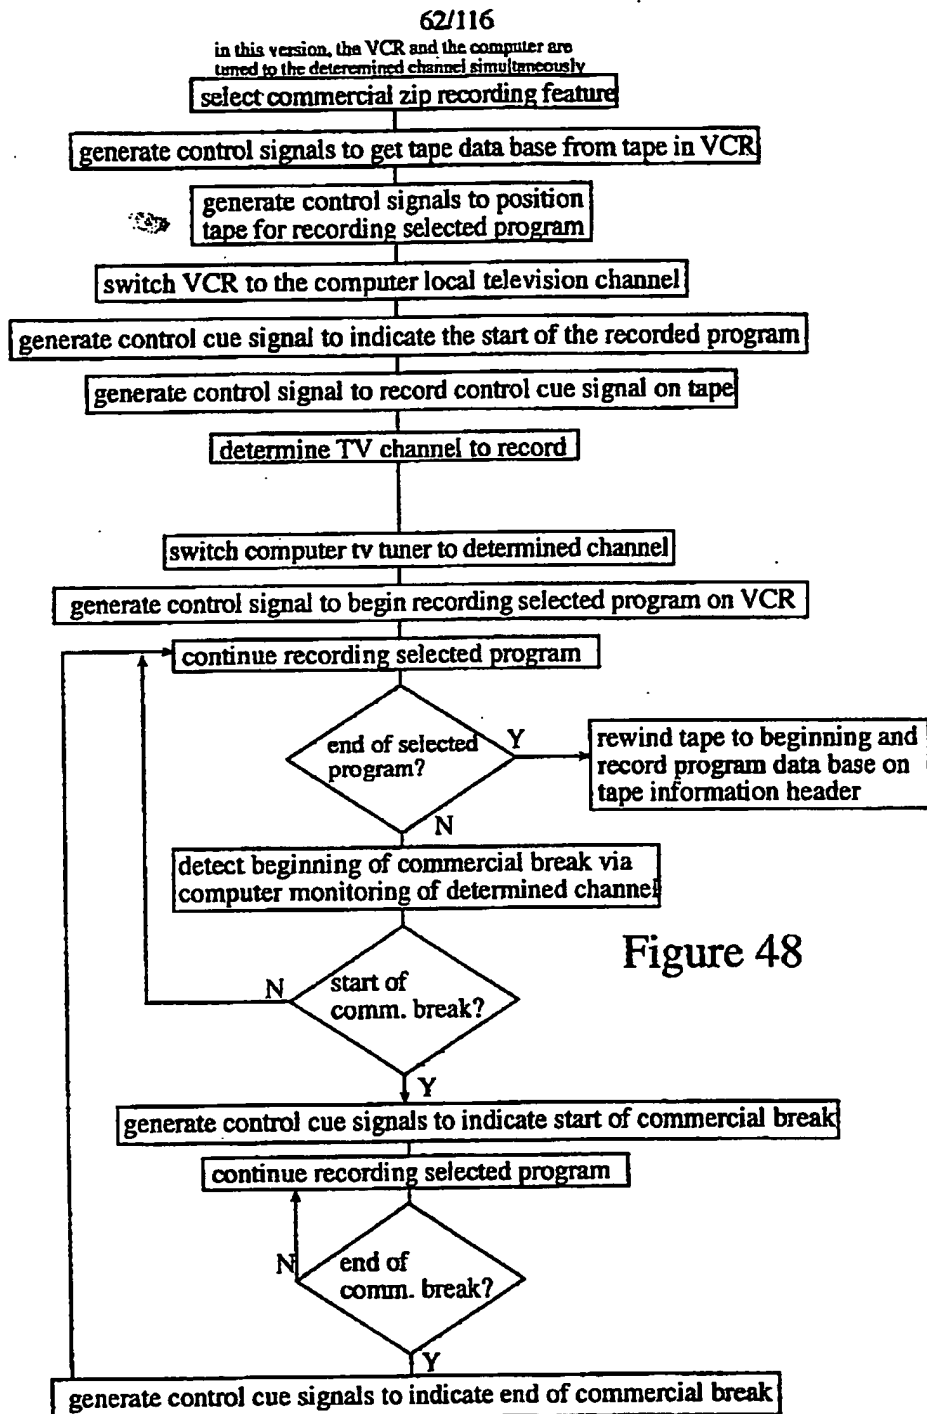 62/116
in this version, the VCR and the computer are
tuned to the deteremined channel simultaneously
select commercial zip recording feature
generate control signals to get tape data base from tape in VCR
generate control signals to position
tape for recording selected program
switch VCR to the computer local television channel
generate control cue signal to indicate the start of the recorded program
generate control signal to record control cue signal on tape
determine TV channel to record
switch computer tv tuner to determined channel
generate control signal to begin recording selected program on VCR
continue recording selected program
end of selected
program?
Y
rewind tape to beginning and
record program data base on
tape information header
N
detect beginning of commercial break via
computer monitoring of determined channel
Figure 48
N
start of
comm. break?
Y
generate control cue signals to indicate start of commercial break
continue recording selected program
N
end of
comm. break?
Y
generate control cue signals to indicate end of commercial break